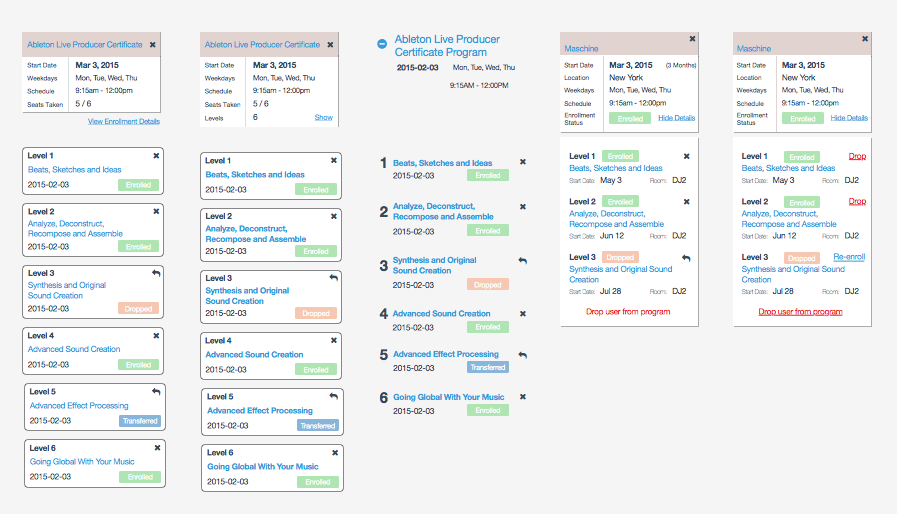 Ableton Live Producer Certificate ✖
Start Date Mar 3, 2015
Weekdays Mon, Tue, Wed, Thu
Schedule 9:15am - 12:00pm
Seats Taken 5 / 6
View Enrollment Details
Level 1 ✖
Beats, Sketches and Ideas
2015-02-03 Enrolled
Level 2 ✖
Analyze, Deconstruct,
Recompose and Assemble
2015-02-03 Enrolled
Level 3
Synthesis and Original
Sound Creation
2015-02-03 Dropped
Level 4 ✖
Advanced Sound Creation
2015-02-03 Enrolled
Level 5
Advanced Effect Processing
2015-02-03 Transferred
Level 6 ✖
Going Global With Your Music
2015-02-03 Enrolled
Ableton Live Producer Certificate ✖
Start Date Mar 3, 2015
Weekdays Mon, Tue, Wed, Thu
Schedule 9:15am - 12:00pm
Seats Taken 5 / 6
Levels 6 Show
Level 1 ✖
Beats, Sketches and Ideas
2015-02-03 Enrolled
Level 2 ✖
Analyze, Deconstruct,
Recompose and Assemble
2015-02-03 Enrolled
Level 3
Synthesis and Original
Sound Creation
2015-02-03 Dropped
Level 4 ✖
Advanced Sound Creation
2015-02-03 Enrolled
Level 5
Advanced Effect Processing
2015-02-03 Transferred
Level 6 ✖
Going Global With Your Music
2015-02-03 Enrolled
Ableton Live Producer
Certificate Program
2015-02-03 Mon, Tue, Wed, Thu
9:15AM - 12:00PM
1 Beats, Sketches and Ideas ✖
2015-02-03 Enrolled
2 Analyze, Deconstruct,
Recompose and Assemble
2015-02-03 Enrolled
3 Synthesis and Original
Sound Creation
2015-02-03 Dropped
4 Advanced Sound Creation ✖
2015-02-03 Enrolled
5 Advanced Effect Processing
2015-02-03 Transferred
6 Going Global With Your Music ✖
2015-02-03 Enrolled
Maschine ✖
Start Date Mar 3, 2015 (3 Months)
Location New York
Weekdays Mon, Tue, Wed, Thu
Schedule 9:15am - 12:00pm
Enrollment
Status Enrolled Hide Details
Level 1 Enrolled ✖
Beats, Sketches and Ideas
Start Date: May 3 Room: DJ2
Level 2 Enrolled ✖
Analyze, Deconstruct,
Recompose and Assemble
Start Date: Jun 12 Room: DJ2
Level 3 Dropped
Synthesis and Original Sound
Creation
Start Date: Jul 28 Room: DJ2
Drop user from program
Maschine ✖
Start Date Mar 3, 2015
Location New York
Weekdays Mon, Tue, Wed, Thu
Schedule 9:15am - 12:00pm
Enrollment
Status Enrolled Hide Details
Level 1 Enrolled Drop
Beats, Sketches and Ideas
Start Date: May 3 Room: DJ2
Level 2 Enrolled Drop
Analyze, Deconstruct,
Recompose and Assemble
Start Date: Jun 12 Room: DJ2
Level 3 Dropped Re-enroll
Synthesis and Original Sound
Creation
Start Date: Jul 28 Room: DJ2
Drop user from program